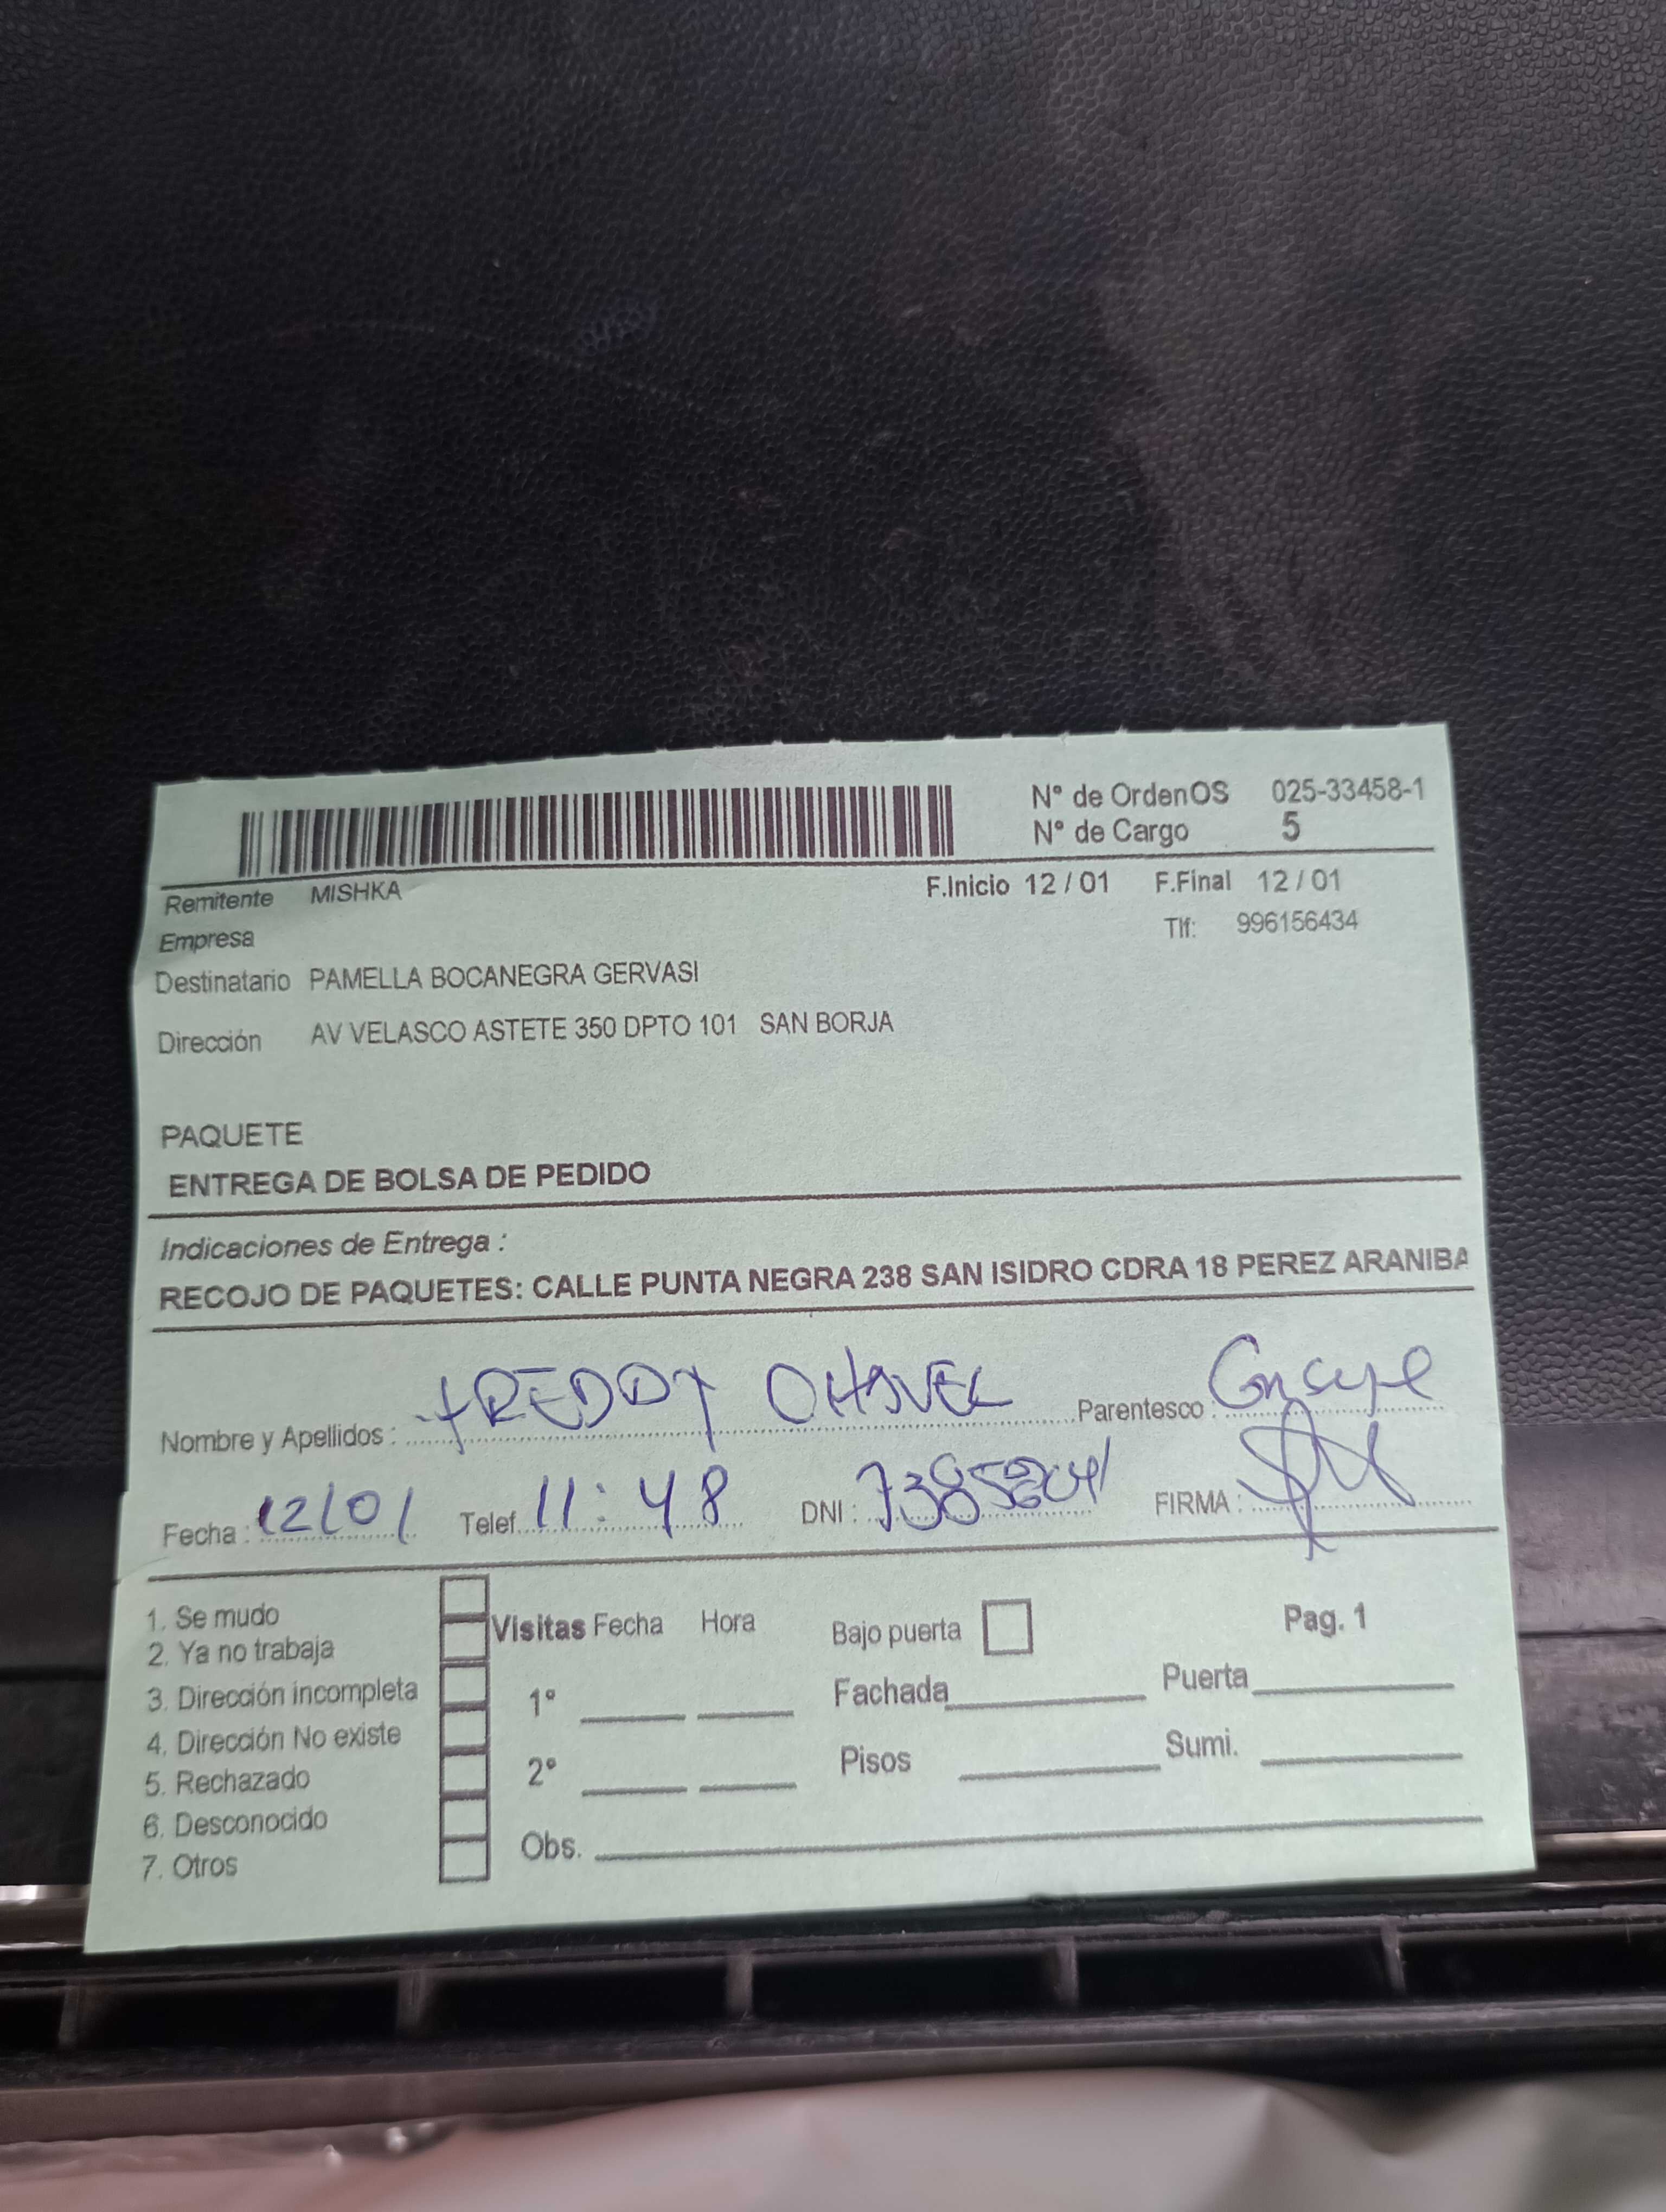 N° de OrdenOS 025-33458-1
N° de Cargo 5
Remitente MISHKA F.Inicio 12 / 01 F.Final 12 / 01
Empresa Tlf: 996156434
Destinatario PAMELLA BOCANEGRA GERVASI
Dirección AV VELASCO ASTETE 350 DPTO 101 SAN BORJA
PAQUETE
ENTREGA DE BOLSA DE PEDIDO
Indicaciones de Entrega :
RECOJO DE PAQUETES: CALLE PUNTA NEGRA 238 SAN ISIDRO CDRA 18 PEREZ ARANIBA
Nombre y Apellidos : FREDDY Parentesco :
Fecha : 12/01 Telef. 11:48 DNI : FIRMA :
1. Se mudo
2. Ya no trabaja
3. Dirección incompleta
4. Dirección No existe
5. Rechazado
6. Desconocido
7. Otros
Visitas Fecha Hora
1°
2°
Obs.
Bajo puerta
Fachada
Pisos
Pag. 1
Puerta
Sumi.